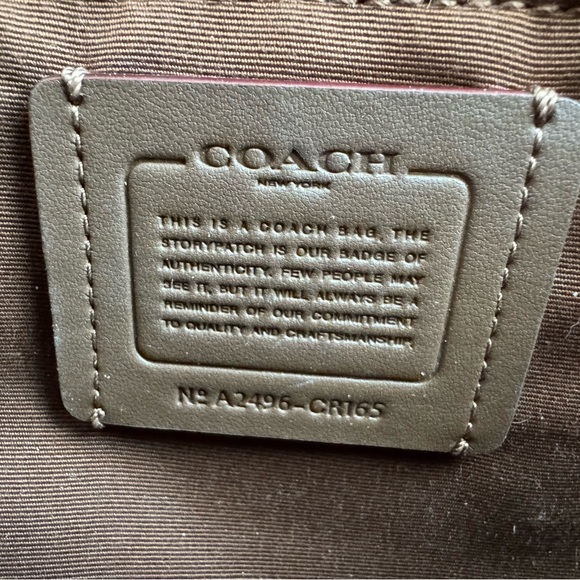 COACH
NEW YORK
THIS IS A COACH BAG, THE
STORYPATCH IS OUR BADGE OF
AUTHENTICITY. FEW PEOPLE MAY
SEE IT, BUT IT WILL ALWAYS BE A
REMINDER OF OUR COMMITMENT
TO QUALITY AND CRAFTSMANSHIP.
Nº A2496-CR165